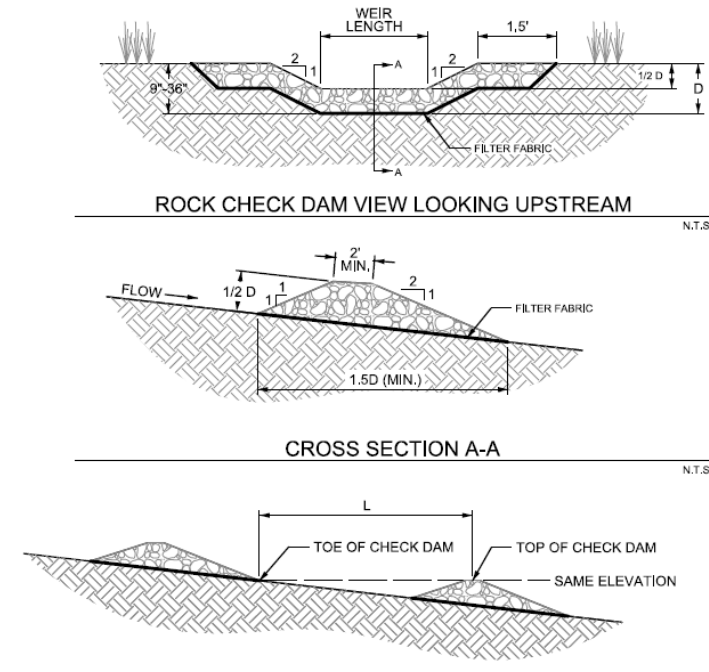 WEIR
LENGTH
1,5'
2
1
2
1
A
9"-36"
1/2 D
D
FILTER FABRIC
A
ROCK CHECK DAM VIEW LOOKING UPSTREAM
N.T.S
2'
MIN.
FLOW
1/2 D
1
1
2
1
FILTER FABRIC
1.5D (MIN.)
CROSS SECTION A-A
N.T.S
L
TOE OF CHECK DAM
TOP OF CHECK DAM
SAME ELEVATION